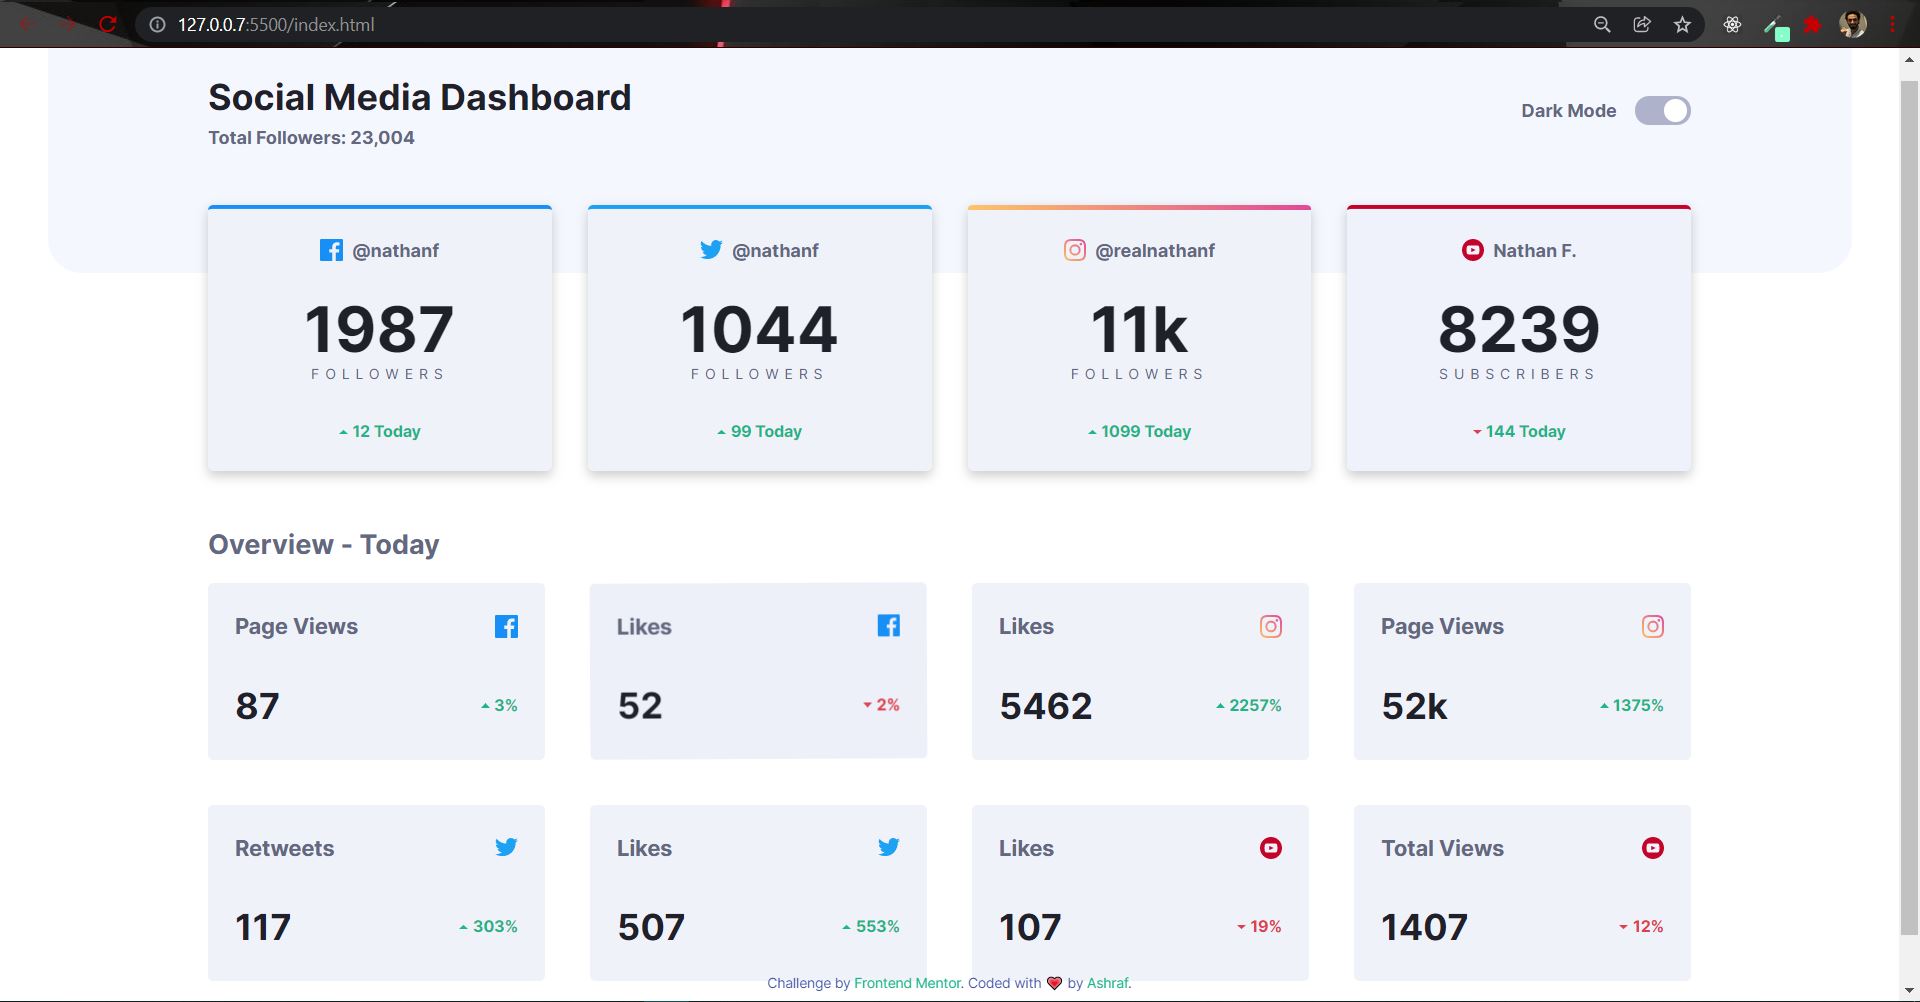 127.0.0.7:5500/index.html
Social Media Dashboard
Total Followers: 23,004
Dark Mode
@nathanf
1987
FOLLOWERS
12 Today
@nathanf
1044
FOLLOWERS
99 Today
@realnathanf
11k
FOLLOWERS
1099 Today
Nathan F.
8239
SUBSCRIBERS
144 Today
Overview - Today
Page Views
87
3%
Likes
52
2%
Likes
5462
2257%
Page Views
52k
1375%
Retweets
117
303%
Likes
507
553%
Likes
107
19%
Total Views
1407
12%
Challenge by Frontend Mentor. Coded with ❤ by Ashraf.